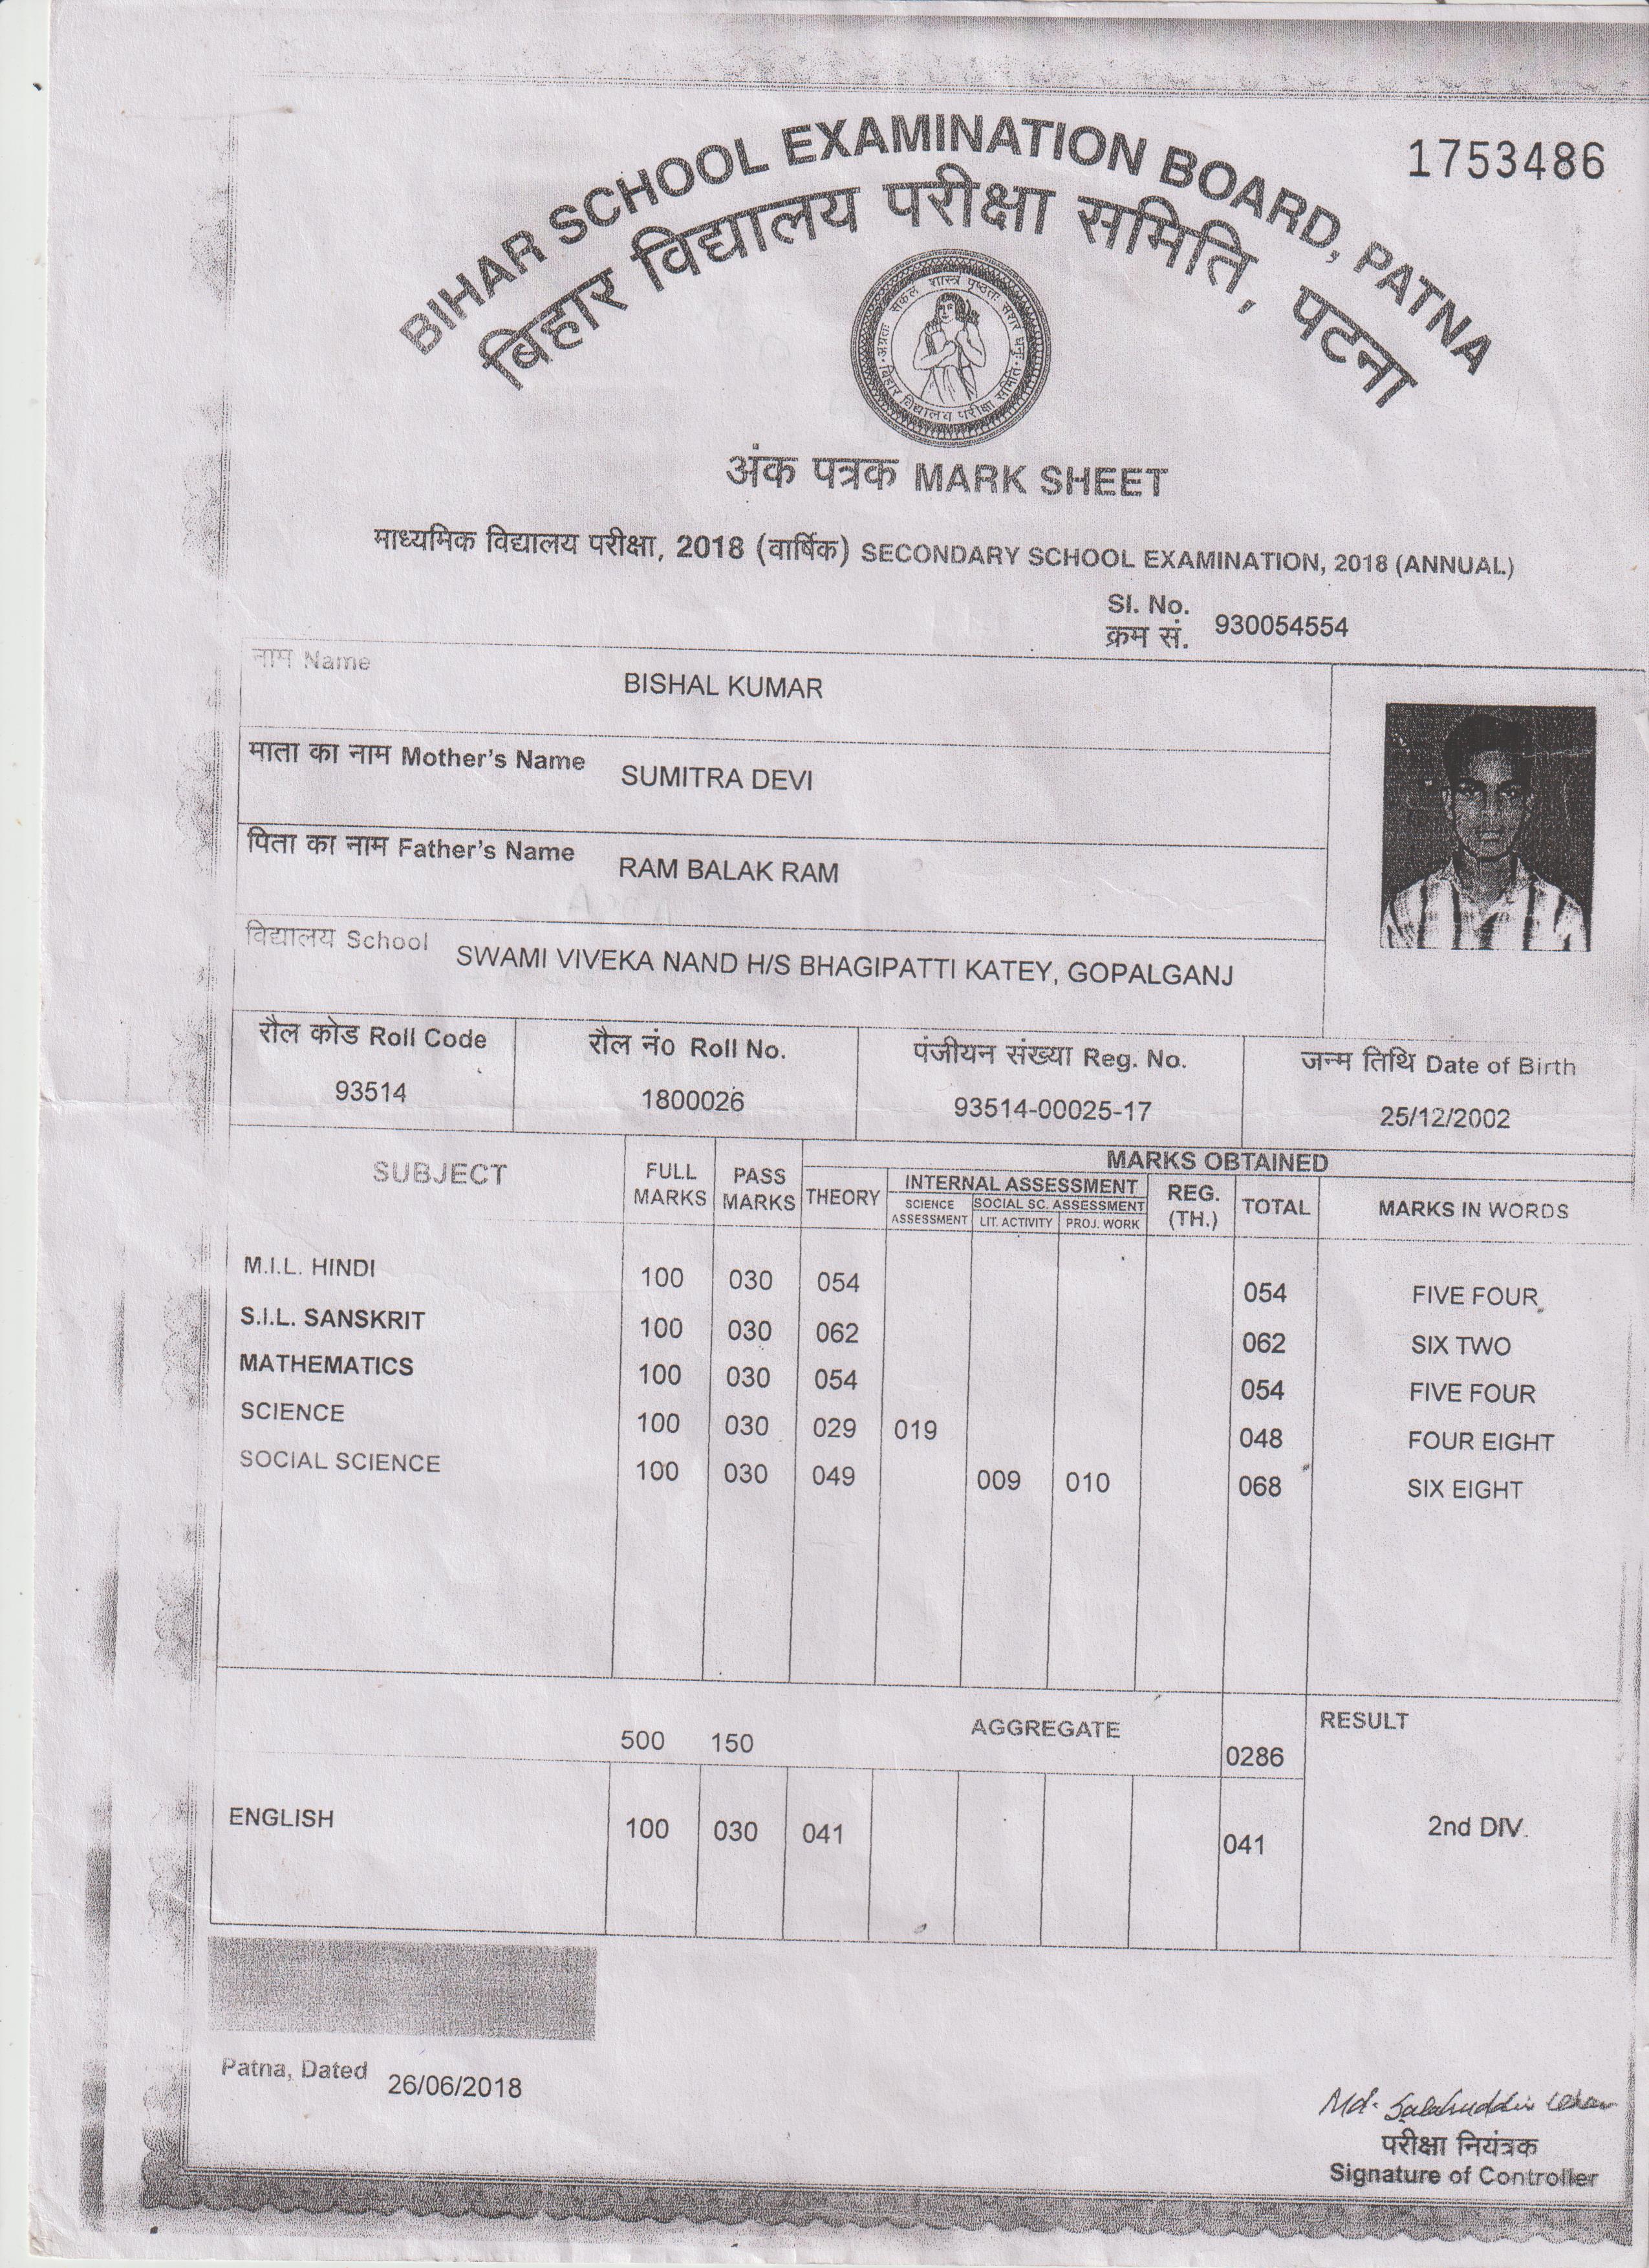 1753486
BIHAR SCHOOL EXAMINATION BOARD, PATNA
बिहार विद्यालय परीक्षा समिति, पटना
बिहार विद्यालय परीक्षा समिति
अंक पत्रक MARK SHEET
माध्यमिक विद्यालय परीक्षा, 2018 (वार्षिक) SECONDARY SCHOOL EXAMINATION, 2018 (ANNUAL)
Sl. No.
क्रम सं. 930054554
नाम Name BISHAL KUMAR
माता का नाम Mother's Name SUMITRA DEVI
पिता का नाम Father's Name RAM BALAK RAM
विद्यालय School SWAMI VIVEKA NAND H/S BHAGIPATTI KATEY, GOPALGANJ
रौल कोड Roll Code रौल नं0 Roll No. पंजीयन संख्या Reg. No. जन्म तिथि Date of Birth
93514 1800026 93514-00025-17 25/12/2002
SUBJECT FULL MARKS PASS MARKS MARKS OBTAINED
THEORY INTERNAL ASSESSMENT REG. (TH.) TOTAL MARKS IN WORDS
SCIENCE ASSESSMENT SOCIAL SC. ASSESSMENT
LIT. ACTIVITY PROJ. WORK
M.I.L. HINDI 100 030 054 054 FIVE FOUR
S.I.L. SANSKRIT 100 030 062 062 SIX TWO
MATHEMATICS 100 030 054 054 FIVE FOUR
SCIENCE 100 030 029 019 048 FOUR EIGHT
SOCIAL SCIENCE 100 030 049 009 010 068 SIX EIGHT
500 150 AGGREGATE 0286 RESULT
ENGLISH 100 030 041 041 2nd DIV.
Patna, Dated 26/06/2018
Md. Salahuddin Khan
परीक्षा नियंत्रक
Signature of Controller